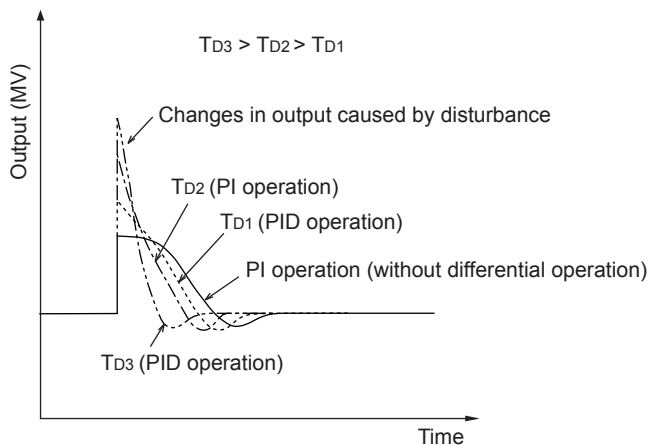 TD3 > TD2 > TD1
Output (MV)
Changes in output caused by disturbance
TD2 (PI operation)
TD1 (PID operation)
PI operation (without differential operation)
TD3 (PID operation)
Time